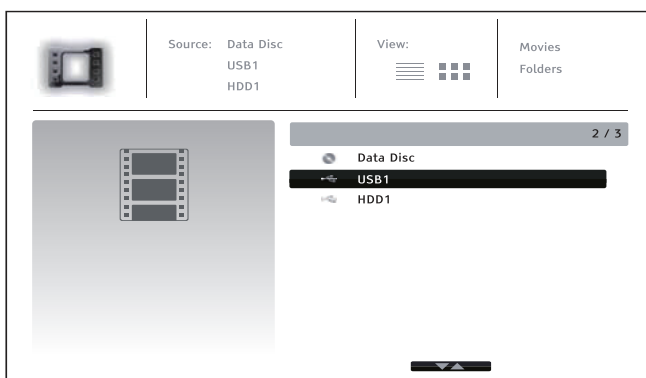 Source: Data Disc
USB1
HDD1
View:
Movies
Folders
2 / 3
Data Disc
USB1
HDD1